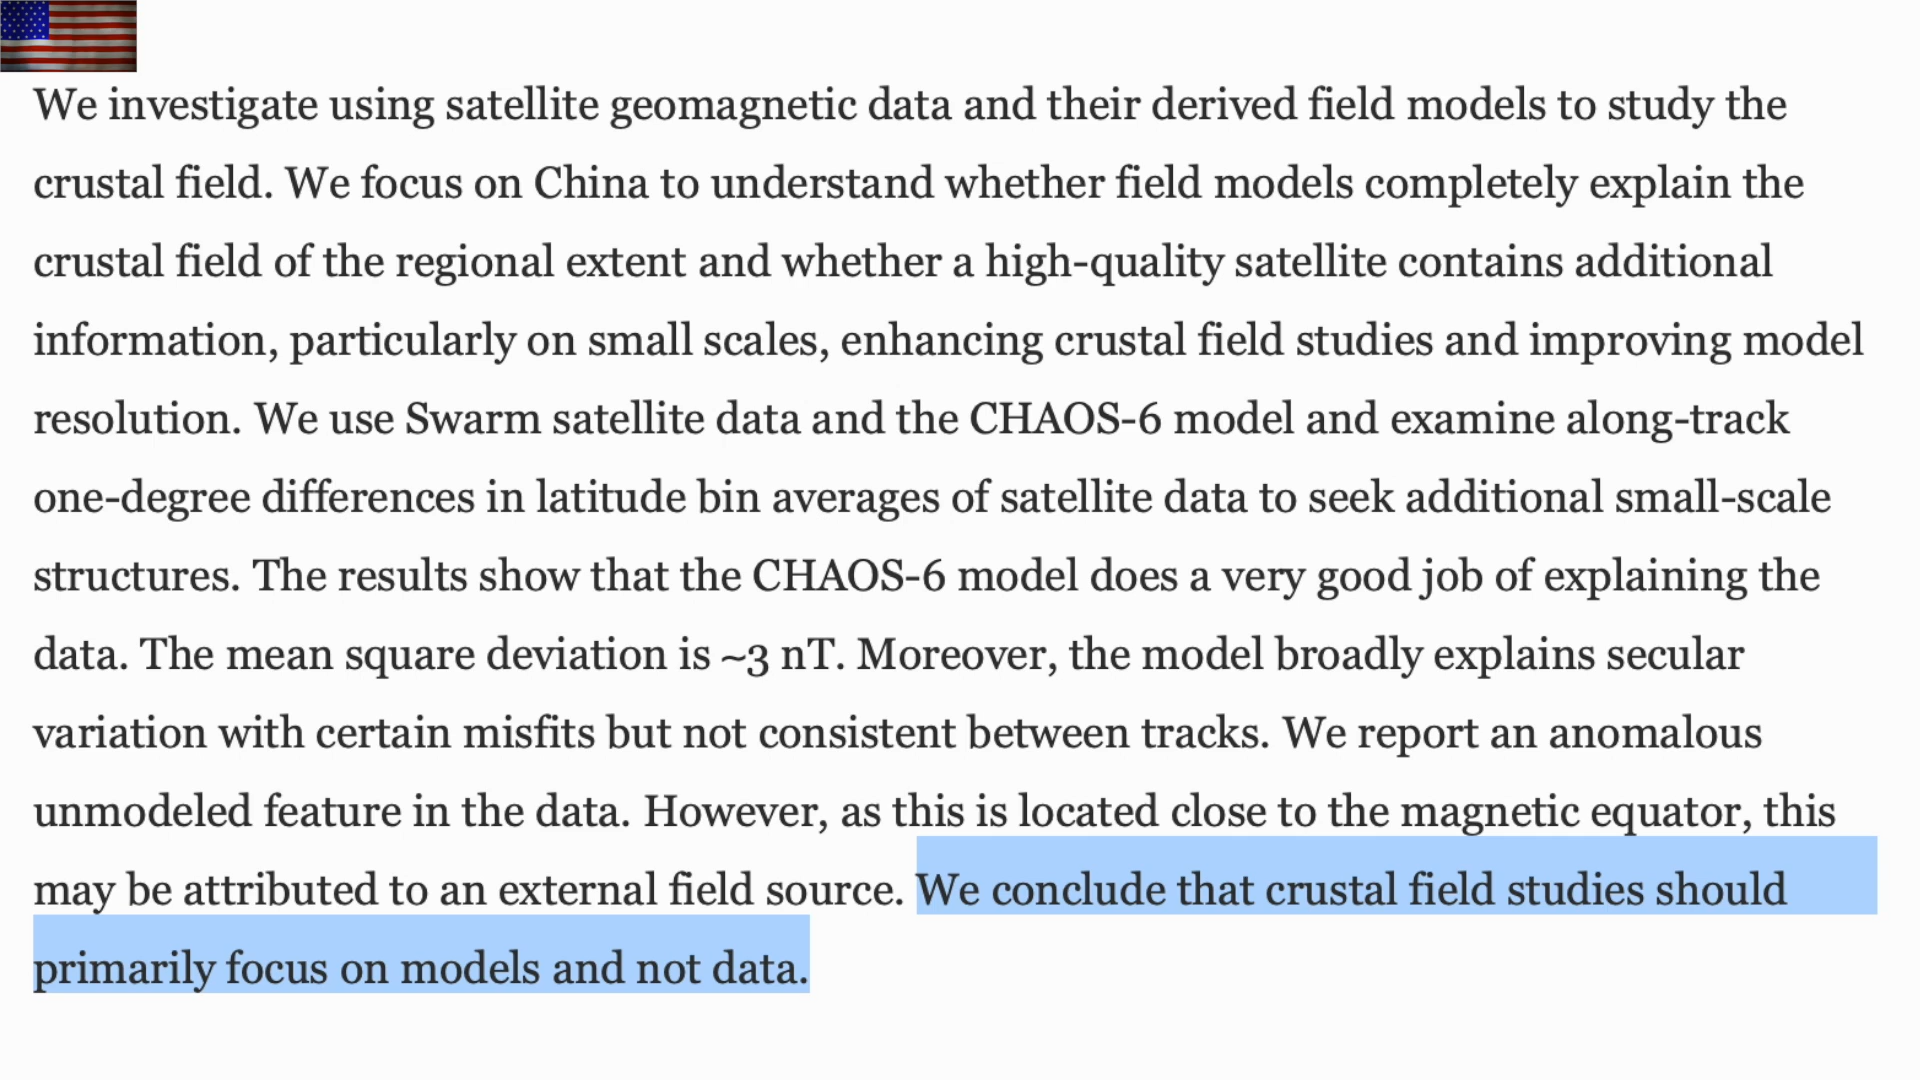 We investigate using satellite geomagnetic data and their derived field models to study the
crustal field. We focus on China to understand whether field models completely explain the
crustal field of the regional extent and whether a high-quality satellite contains additional
information, particularly on small scales, enhancing crustal field studies and improving model
resolution. We use Swarm satellite data and the CHAOS-6 model and examine along-track
one-degree differences in latitude bin averages of satellite data to seek additional small-scale
structures. The results show that the CHAOS-6 model does a very good job of explaining the
data. The mean square deviation is ~3 nT. Moreover, the model broadly explains secular
variation with certain misfits but not consistent between tracks. We report an anomalous
unmodeled feature in the data. However, as this is located close to the magnetic equator, this
may be attributed to an external field source. We conclude that crustal field studies should
primarily focus on models and not data.